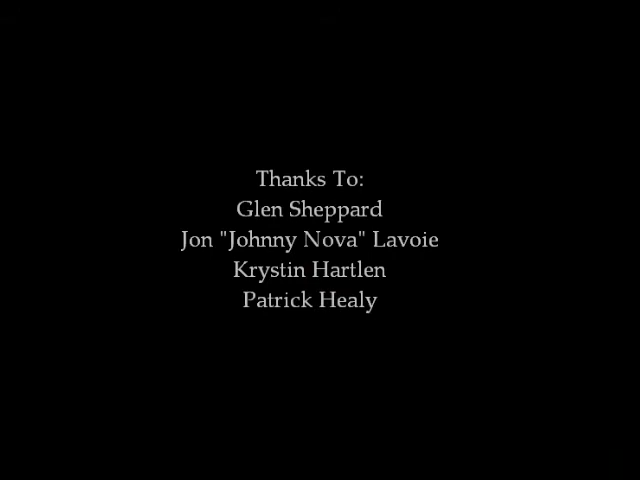 Thanks To:
Glen Sheppard
Jon "Johnny Nova" Lavoie
Krystin Hartlen
Patrick Healy